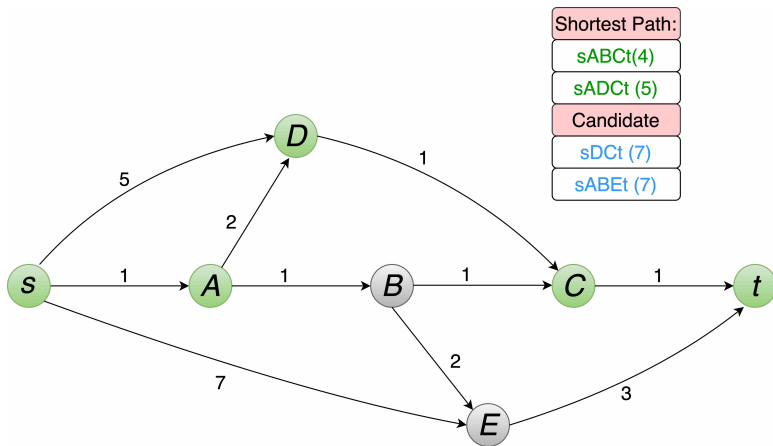 Shortest Path:
sABCt(4)
sADCt (5)
Candidate
sDCt (7)
sABEt (7)
D
5
1
2
s
1
A
1
B
1
C
1
t
2
7
3
E